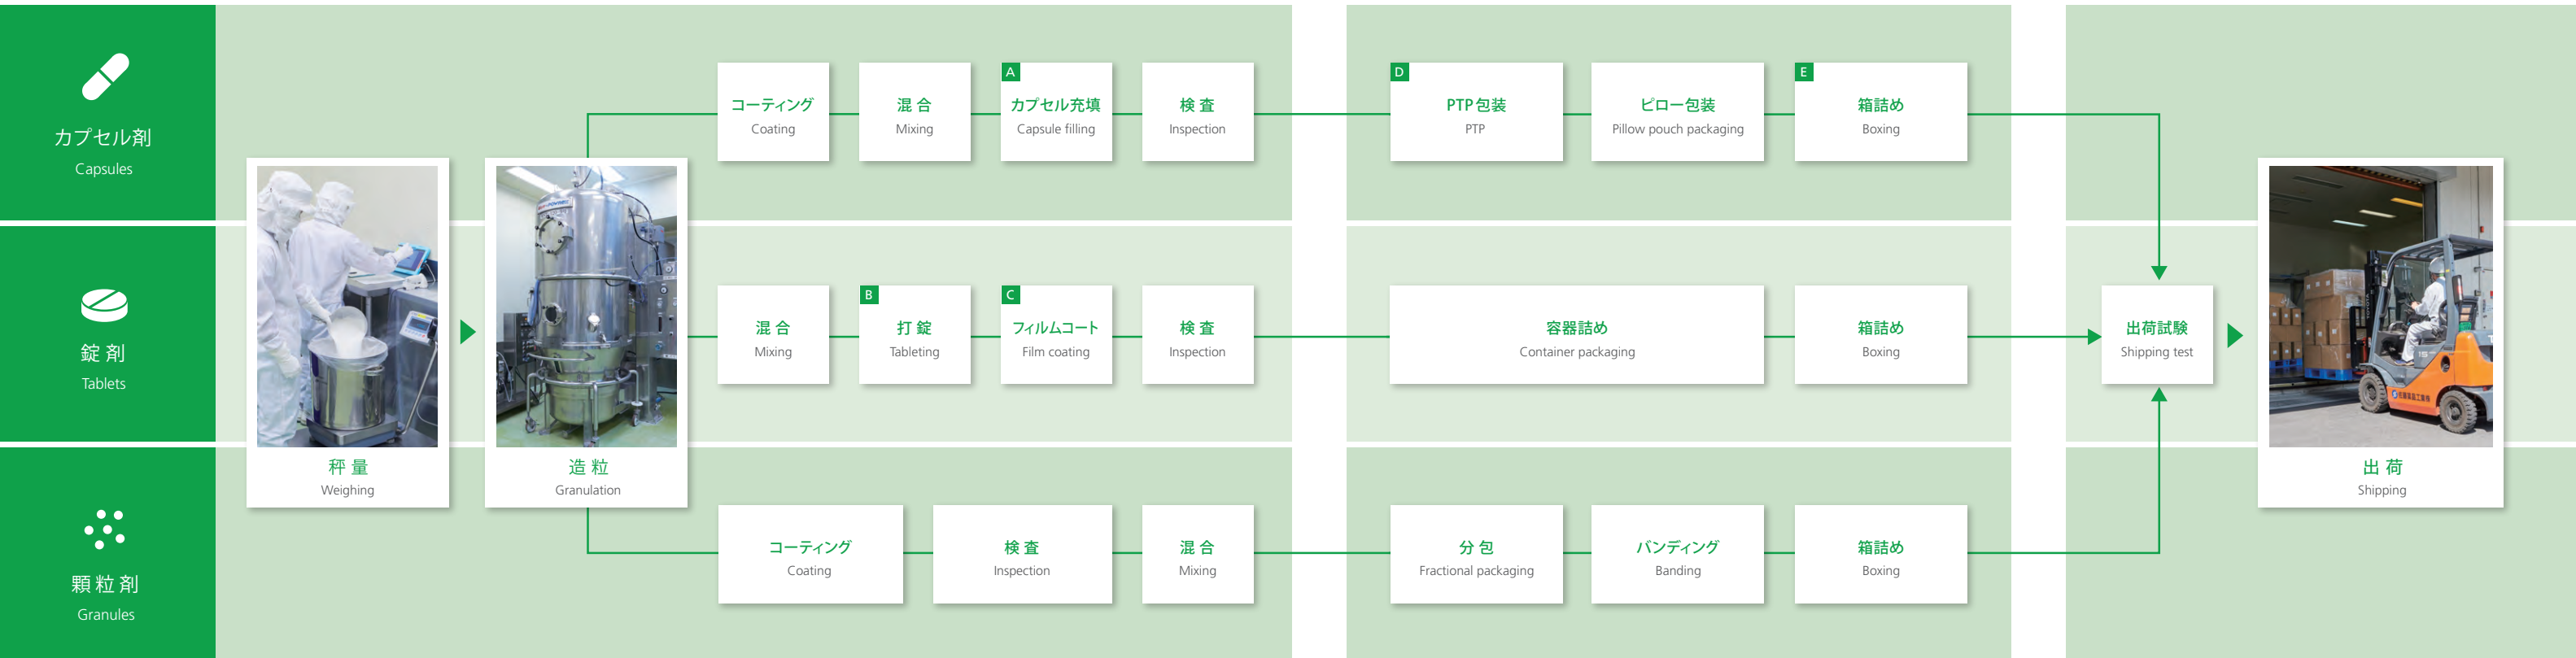 カプセル剤
Capsules
錠剤
Tablets
顆粒剤
Granules
秤量
Weighing
造粒
Granulation
コーティング
Coating
混合
Mixing
A
カプセル充填
Capsule filling
検査
Inspection
D
PTP包装
PTP
ピロー包装
Pillow pouch packaging
E
箱詰め
Boxing
混合
Mixing
B
打錠
Tableting
C
フィルムコート
Film coating
検査
Inspection
容器詰め
Container packaging
箱詰め
Boxing
コーティング
Coating
検査
Inspection
混合
Mixing
分包
Fractional packaging
バンディング
Banding
箱詰め
Boxing
出荷試験
Shipping test
出荷
Shipping